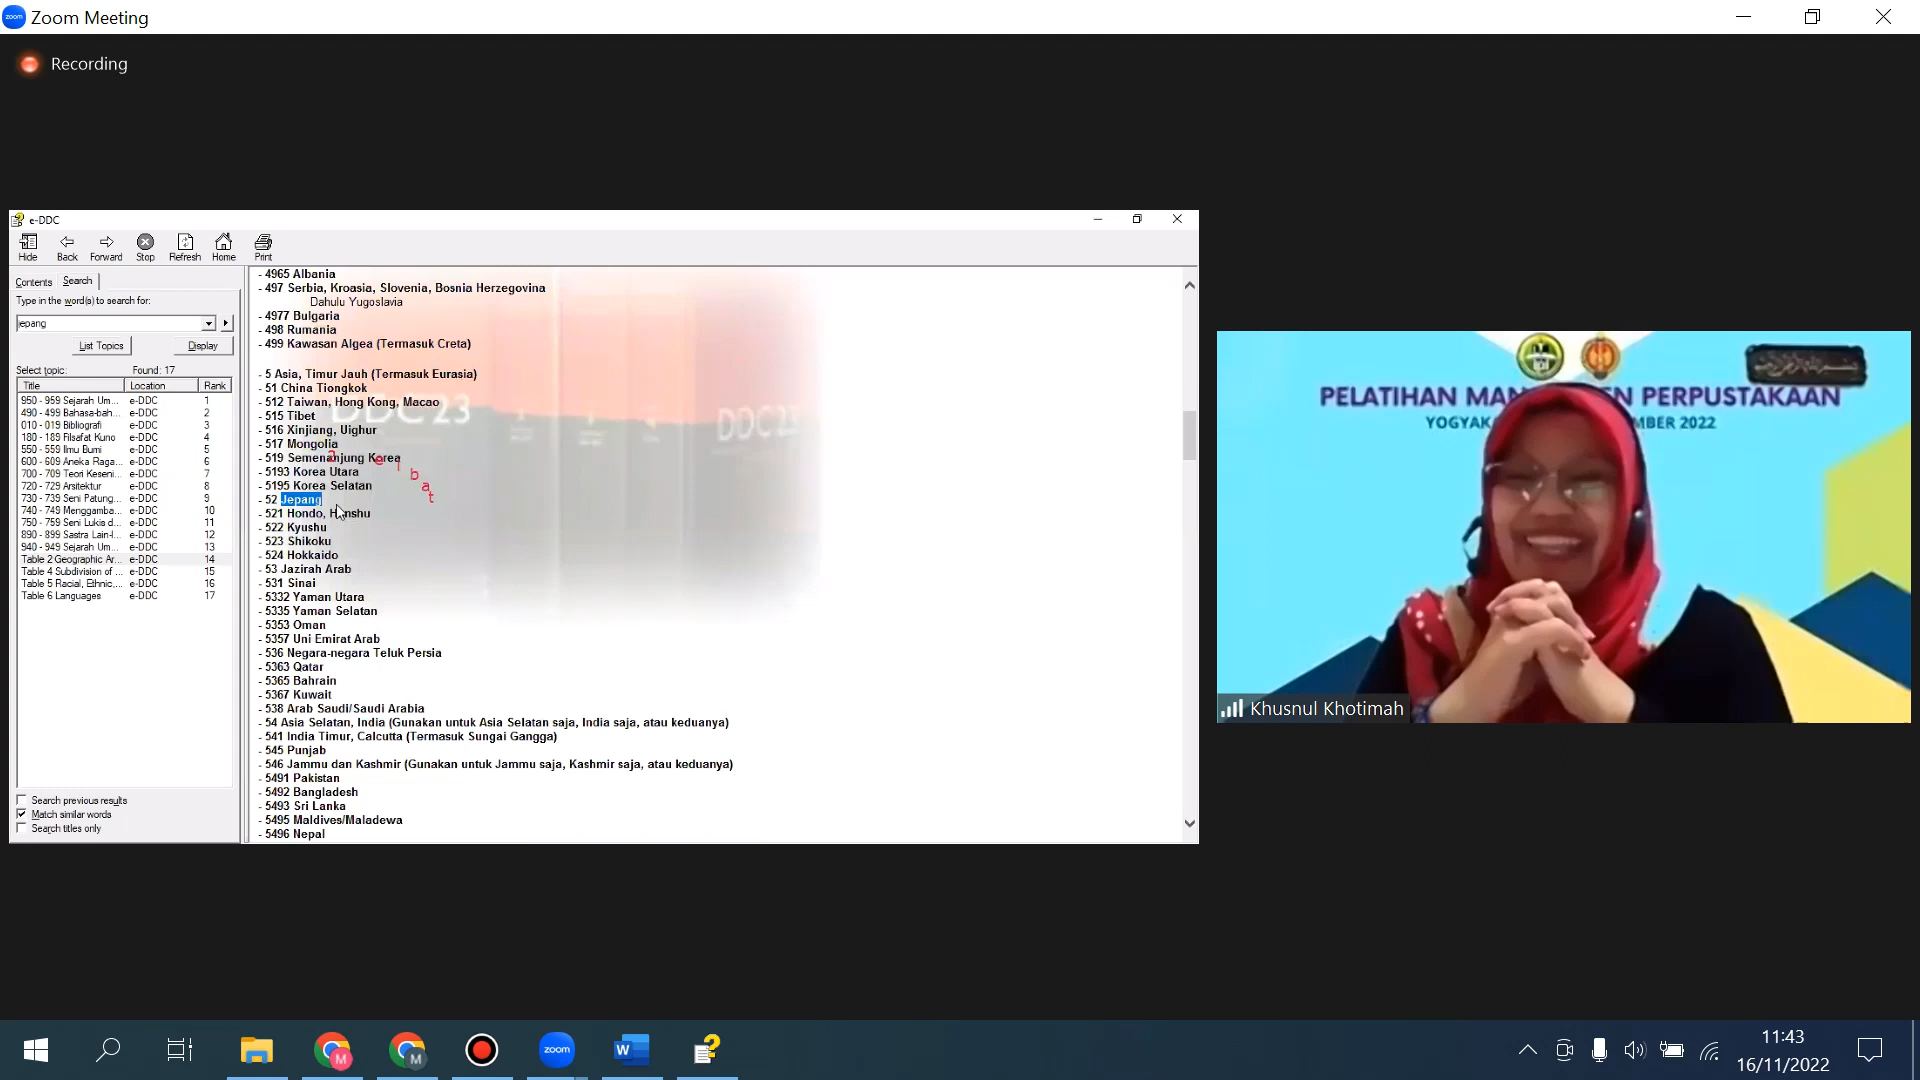 Zoom Meeting
Recording
e-DDC
Hide Back Forward Stop Refresh Home Print
Contents Search
Type in the word(s) to search for:
jepang
List Topics Display
Select topic: Found: 17
Title Location Rank
950 - 959 Sejarah Um... e-DDC 1
490 - 499 Bahasa-bah... e-DDC 2
010 - 019 Bibliografi e-DDC 3
180 - 189 Filsafat Kuno e-DDC 4
550 - 559 Ilmu Bumi e-DDC 5
600 - 609 Aneka Raga... e-DDC 6
700 - 709 Teori Keseni... e-DDC 7
720 - 729 Arsitektur e-DDC 8
730 - 739 Seni Patung... e-DDC 9
740 - 749 Menggamba... e-DDC 10
750 - 759 Seni Lukis d... e-DDC 11
890 - 899 Sastra Lain-l... e-DDC 12
940 - 949 Sejarah Um... e-DDC 13
Table 2 Geographic Ar... e-DDC 14
Table 4 Subdivision of ... e-DDC 15
Table 5 Racial, Ethnic,... e-DDC 16
Table 6 Languages e-DDC 17
Search previous results
Match similar words
Search titles only
- 4965 Albania
- 497 Serbia, Kroasia, Slovenia, Bosnia Herzegovina
Dahulu Yugoslavia
- 4977 Bulgaria
- 498 Rumania
- 499 Kawasan Algea (Termasuk Creta)
- 5 Asia, Timur Jauh (Termasuk Eurasia)
- 51 China Tiongkok
- 512 Taiwan, Hong Kong, Macao
- 515 Tibet
- 516 Xinjiang, Uighur
- 517 Mongolia
- 519 Semenanjung Korea
- 5193 Korea Utara
- 5195 Korea Selatan
- 52 Jepang
- 521 Hondo, Honshu
- 522 Kyushu
- 523 Shikoku
- 524 Hokkaido
- 53 Jazirah Arab
- 531 Sinai
- 5332 Yaman Utara
- 5335 Yaman Selatan
- 5353 Oman
- 5357 Uni Emirat Arab
- 536 Negara-negara Teluk Persia
- 5363 Qatar
- 5365 Bahrain
- 5367 Kuwait
- 538 Arab Saudi/Saudi Arabia
- 54 Asia Selatan, India (Gunakan untuk Asia Selatan saja, India saja, atau keduanya)
- 541 India Timur, Calcutta (Termasuk Sungai Gangga)
- 545 Punjab
- 546 Jammu dan Kashmir (Gunakan untuk Jammu saja, Kashmir saja, atau keduanya)
- 5491 Pakistan
- 5492 Bangladesh
- 5493 Sri Lanka
- 5495 Maldives/Maladewa
- 5496 Nepal
DDC 23
DDC 23
PELATIHAN MAN EN PERPUSTAKAAN
YOGYAK MBER 2022
Khusnul Khotimah
zoom
11:43
16/11/2022